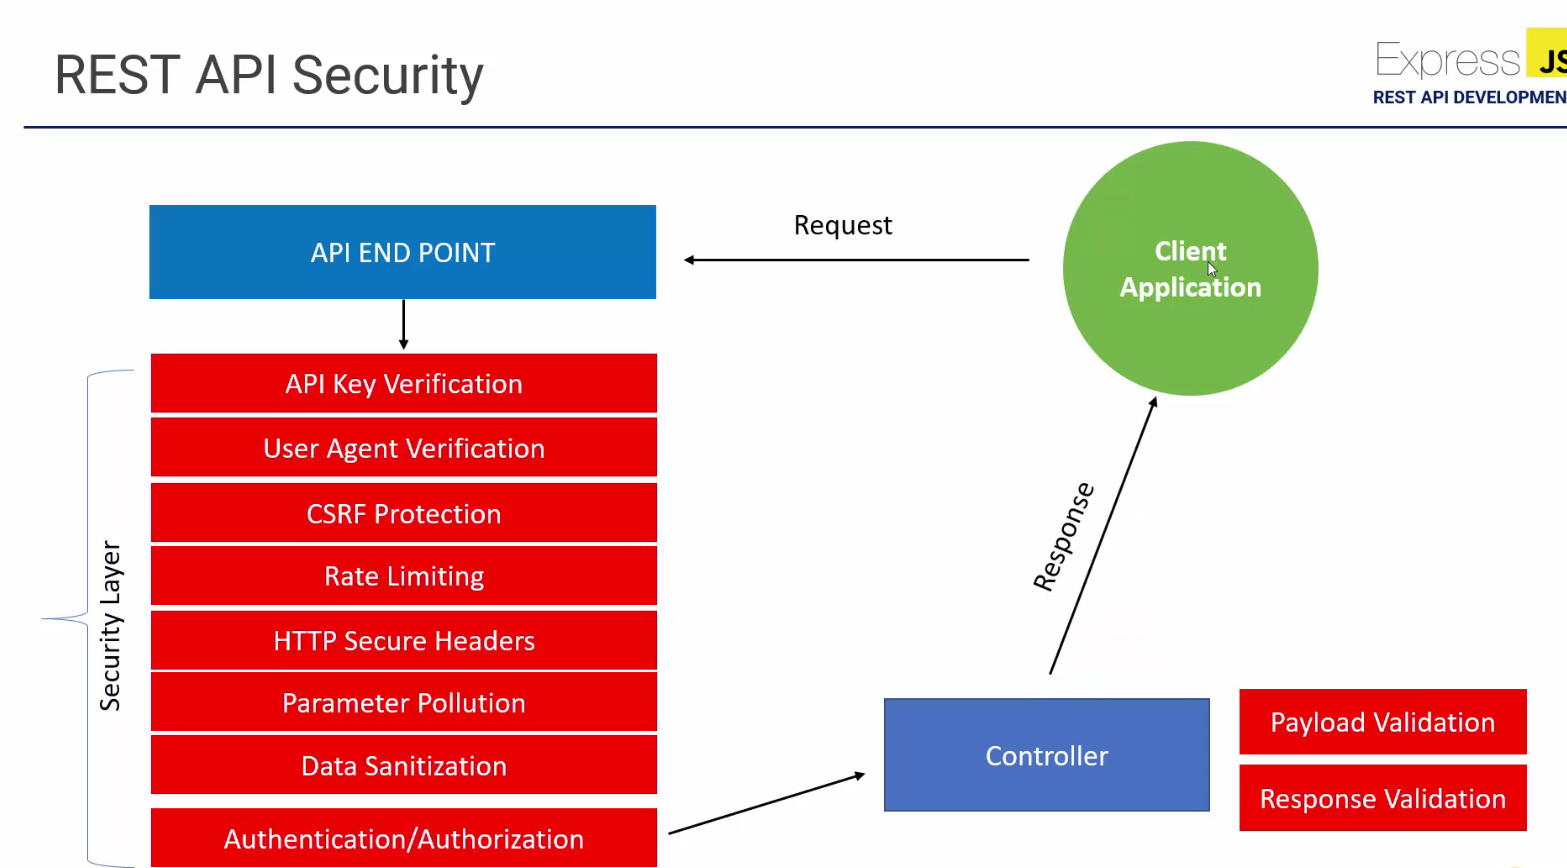 REST API Security
Express JS
REST API DEVELOPMEN
Request
Client
Application
API END POINT
API Key Verification
User Agent Verification
CSRF Protection
Rate Limiting
HTTP Secure Headers
Parameter Pollution
Data Sanitization
Authentication/Authorization
Security Layer
Response
Controller
Payload Validation
Response Validation